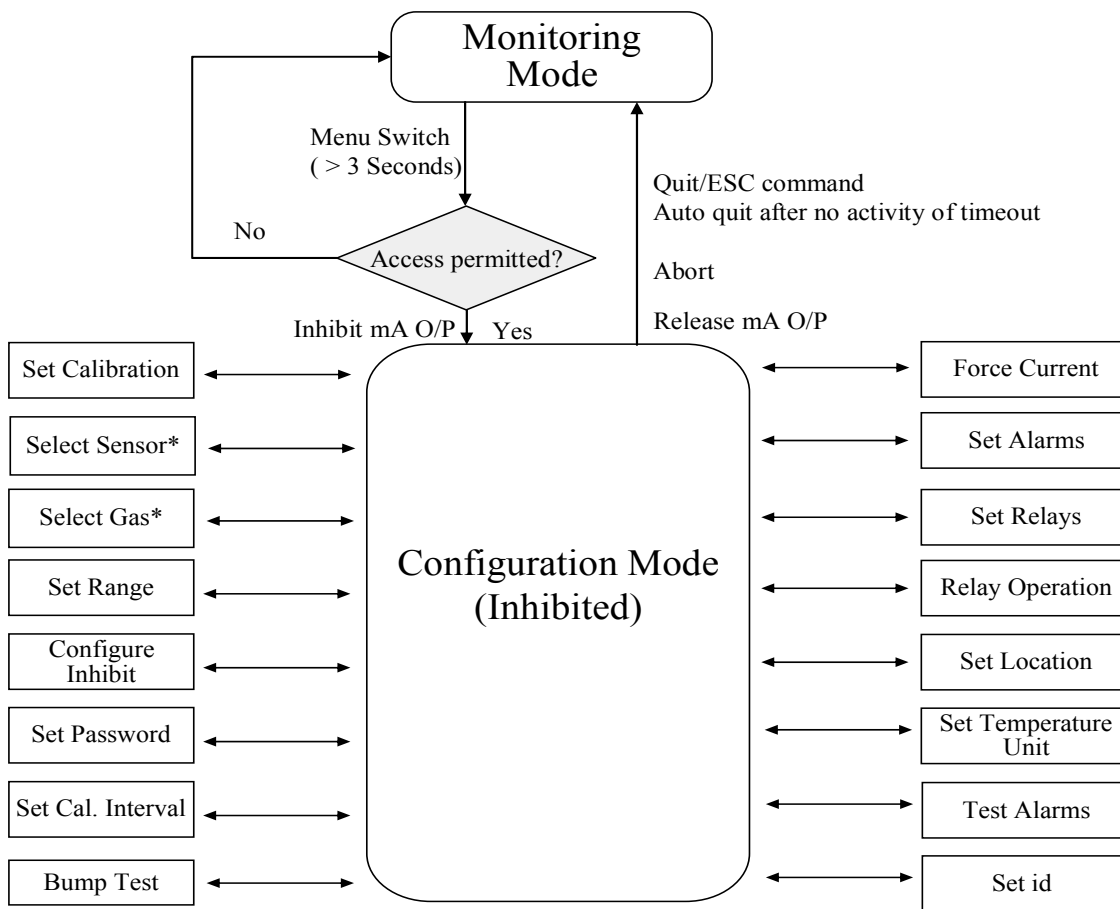 Monitoring
Mode
Menu Switch
( > 3 Seconds)
Quit/ESC command
Auto quit after no activity of timeout
No
Access permitted?
Abort
Inhibit mA O/P
Yes
Release mA O/P
Set Calibration
Select Sensor*
Select Gas*
Set Range
Configure
Inhibit
Set Password
Set Cal. Interval
Bump Test
Configuration Mode
(Inhibited)
Force Current
Set Alarms
Set Relays
Relay Operation
Set Location
Set Temperature
Unit
Test Alarms
Set id